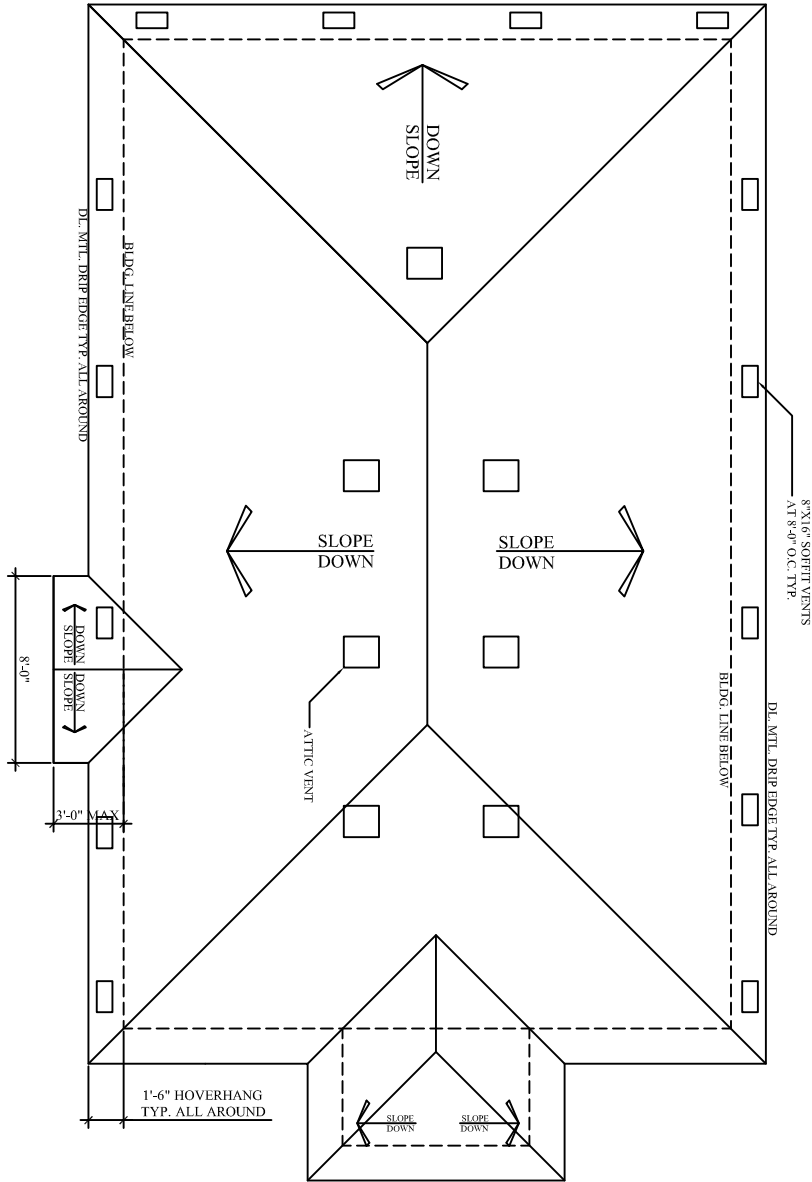 DOWN
SLOPE
DL. MTL. DRIP EDGE TYP. ALL AROUND
BLDG. LINE BELOW
8"X16" SOFFIT VENTS
AT 8'-0" O.C. TYP.
SLOPE
DOWN
SLOPE
DOWN
DOWN
SLOPE
DOWN
SLOPE
8'-0"
3'-0" MAX
ATTIC VENT
BLDG. LINE BELOW
DL. MTL. DRIP EDGE TYP. ALL AROUND
1'-6" HOVERHANG
TYP. ALL AROUND
SLOPE
DOWN
SLOPE
DOWN